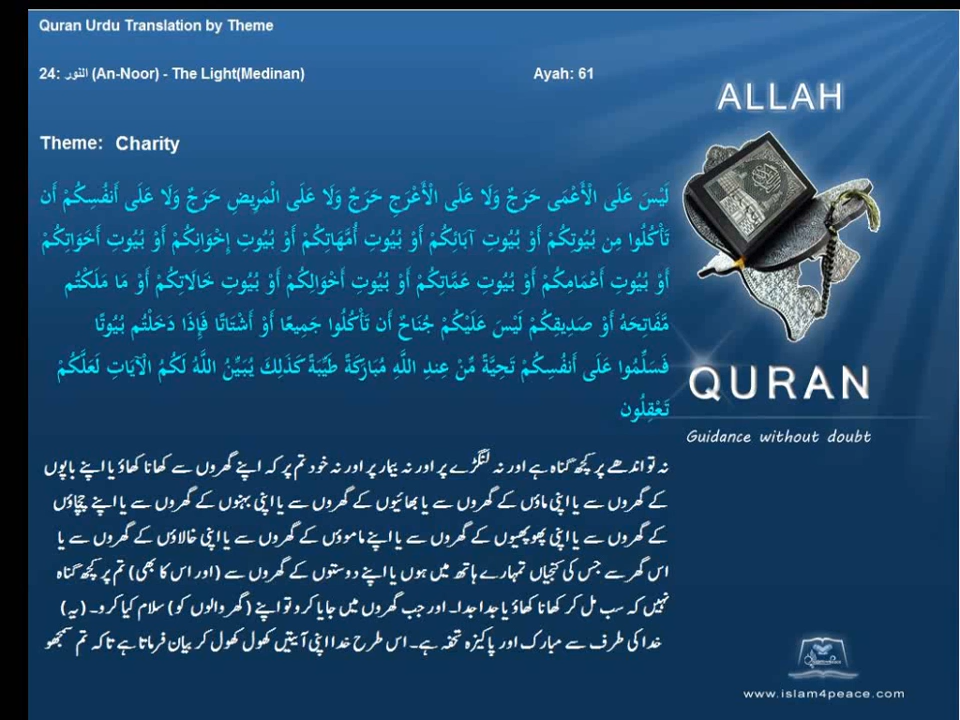 Quran Urdu Translation by Theme
24: النور (An-Noor) - The Light(Medinan) Ayah: 61
Theme: Charity
لَيْسَ عَلَى الْأَعْمَى حَرَجٌ وَلَا عَلَى الْأَعْرَجِ حَرَجٌ وَلَا عَلَى الْمَرِيضِ حَرَجٌ وَلَا عَلَى أَنفُسِكُمْ أَن
تَأْكُلُوا مِن بُيُوتِكُمْ أَوْ بُيُوتِ آبَائِكُمْ أَوْ بُيُوتِ أُمَّهَاتِكُمْ أَوْ بُيُوتِ إِخْوَانِكُمْ أَوْ بُيُوتِ أَخَوَاتِكُمْ
أَوْ بُيُوتِ أَعْمَامِكُمْ أَوْ بُيُوتِ عَمَّاتِكُمْ أَوْ بُيُوتِ أَخْوَالِكُمْ أَوْ بُيُوتِ خَالَاتِكُمْ أَوْ مَا مَلَكْتُم
مَّفَاتِحَهُ أَوْ صَدِيقِكُمْ لَيْسَ عَلَيْكُمْ جُنَاحٌ أَن تَأْكُلُوا جَمِيعًا أَوْ أَشْتَاتًا فَإِذَا دَخَلْتُم بُيُوتًا
فَسَلِّمُوا عَلَى أَنفُسِكُمْ تَحِيَّةً مِّنْ عِندِ اللَّهِ مُبَارَكَةً طَيِّبَةً كَذَلِكَ يُبَيِّنُ اللَّهُ لَكُمُ الْآيَاتِ لَعَلَّكُمْ
تَعْقِلُون
نہ تو اندھے پر کچھ گناہ ہے اور نہ لنگڑے پر اور نہ بیمار پر اور نہ خود تم پر کہ اپنے گھروں سے کھانا کھاؤ یا اپنے باپوں
کے گھروں سے یا اپنی ماؤں کے گھروں سے یا بھائیوں کے گھروں سے یا اپنی بہنوں کے گھروں سے یا اپنے چچاؤں
کے گھروں سے یا اپنی پھوپھیوں کے گھروں سے یا اپنے ماموؤں کے گھروں سے یا اپنی خالاؤں کے گھروں سے یا
اس گھر سے جس کی کنجیاں تمہارے ہاتھ میں ہوں یا اپنے دوستوں کے گھروں سے (اور اس کا بھی) تم پر کچھ گناہ
نہیں کہ سب مل کر کھانا کھاؤ یا جدا جدا۔ اور جب گھروں میں جایا کرو تو اپنے (گھر والوں کو) سلام کیا کرو۔ (یہ)
خدا کی طرف سے مبارک اور پاکیزہ تحفہ ہے۔ اس طرح خدا اپنی آیتیں کھول کھول کر بیان فرماتا ہے تاکہ تم سمجھو
ALLAH
QURAN
Guidance without doubt
www.islam4peace.com